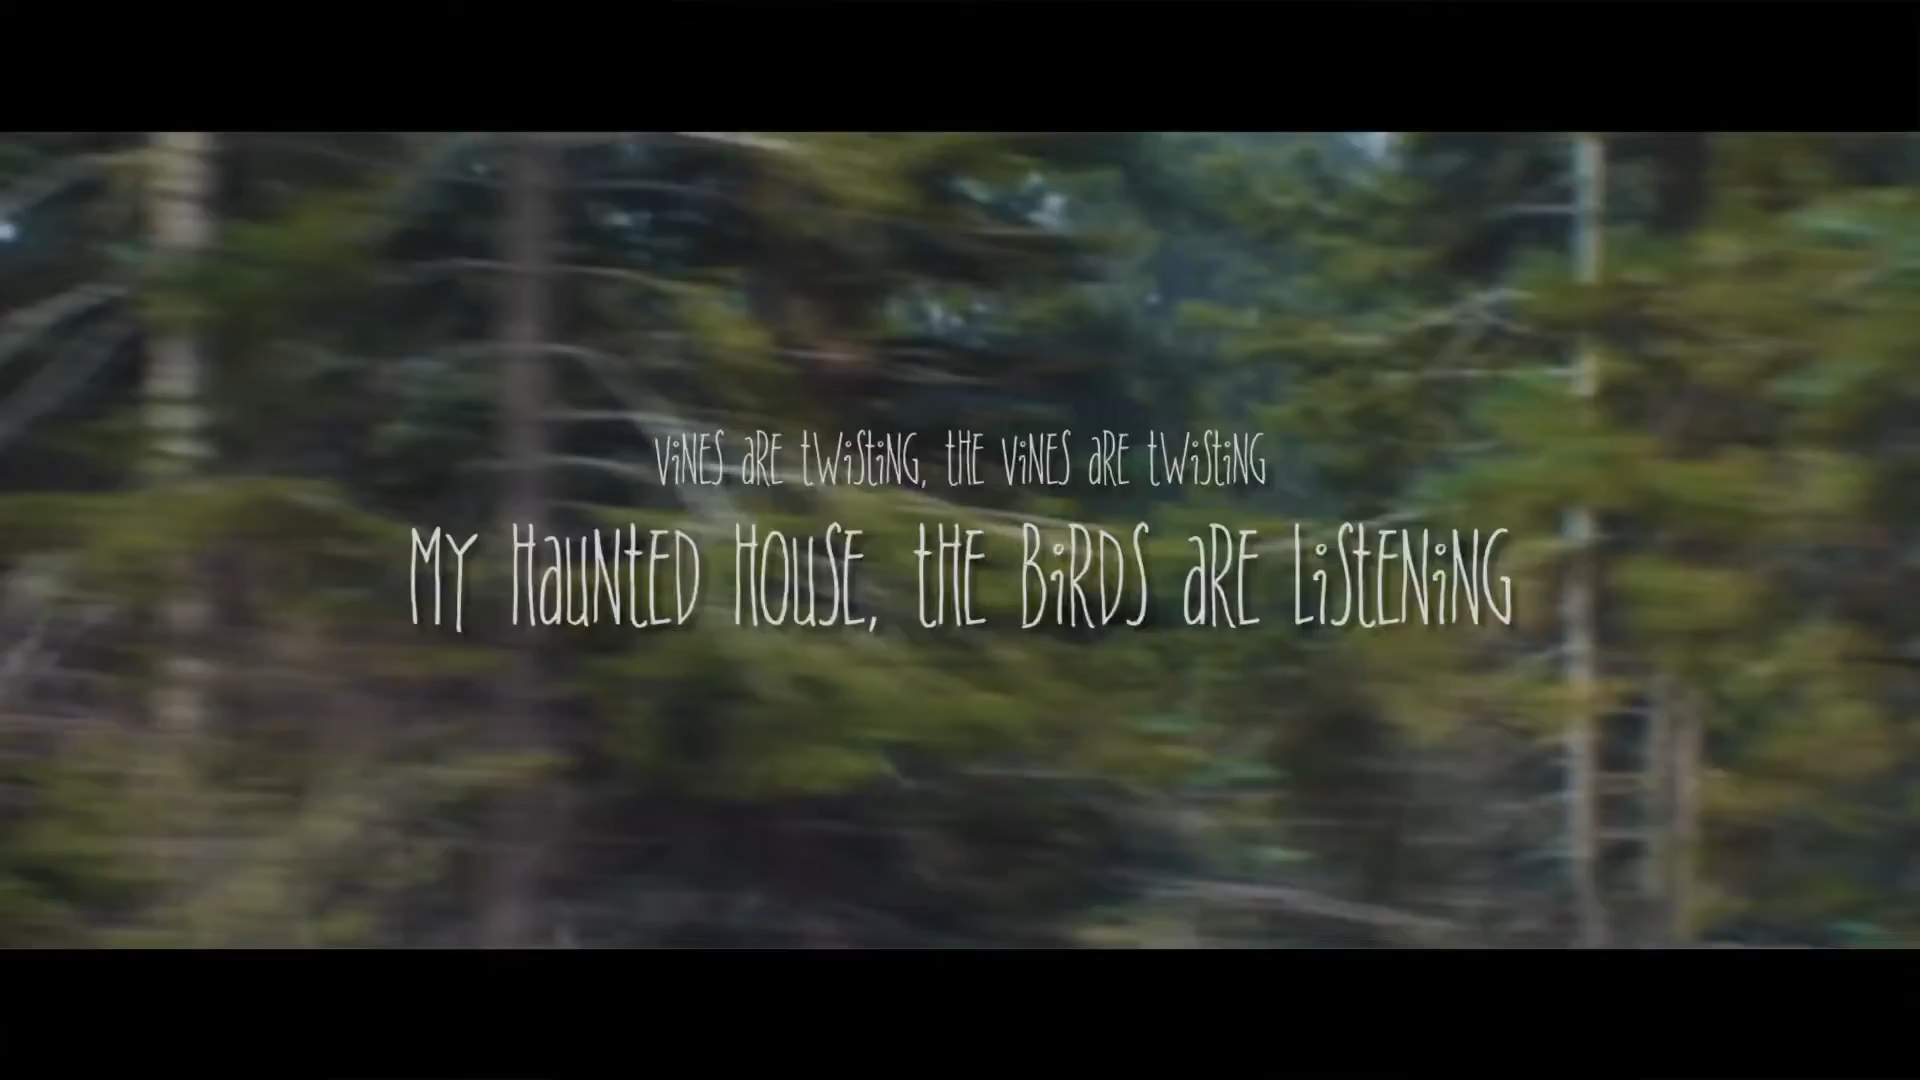 ViNES aRE tWiStiNG, tHE ViNES aRE tWiStiNG
MY HauNtED HOuSE, tHE BiRDS aRE LiStENiNG